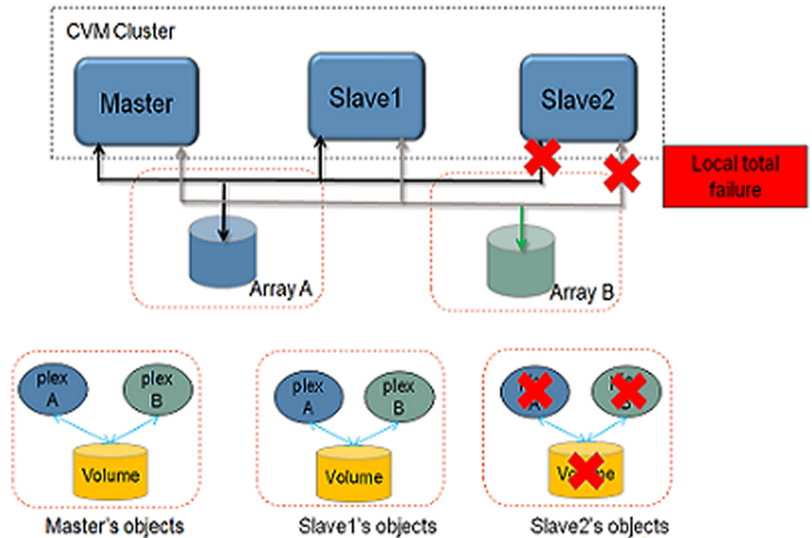 CVM Cluster
Master
Slave1
Slave2
Local total
failure
Array A
Array B
plex
A
plex
B
Volume
plex
A
plex
B
Volume
Master's objects
Slave1's objects
Slave2's objects